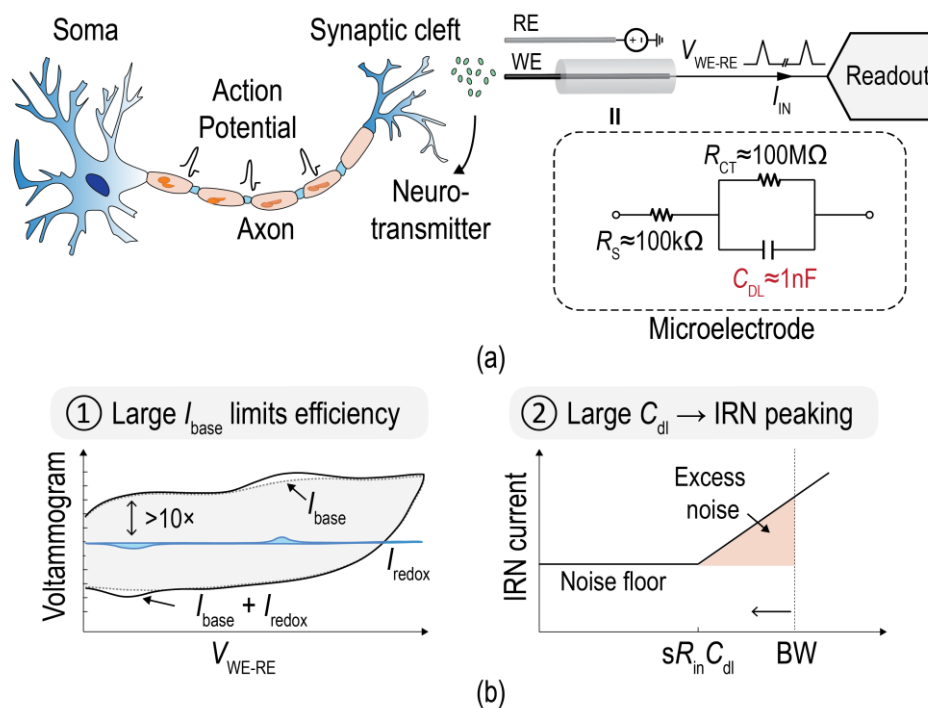 Soma
Synaptic cleft
RE
WE
V_WE-RE
I_IN
Readout
Action
Potential
Axon
Neuro-
transmitter
R_CT≈100MΩ
R_S≈100kΩ
C_DL≈1nF
Microelectrode
(a)
① Large I_base limits efficiency
② Large C_dl → IRN peaking
Voltammogram
>10×
I_base
I_redox
I_base + I_redox
V_WE-RE
IRN current
Excess
noise
Noise floor
sR_inC_dl
BW
(b)